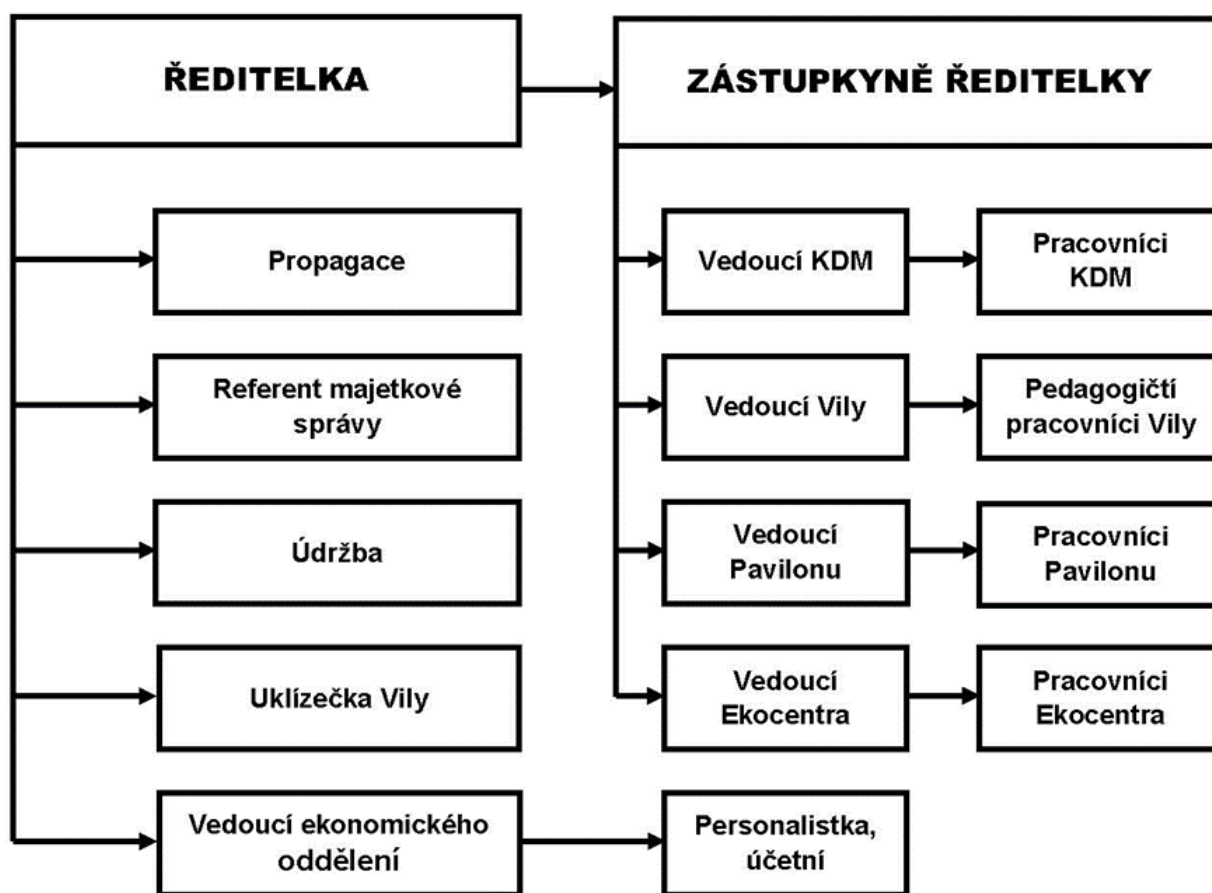 ŘEDITELKA
ZÁSTUPKYNĚ ŘEDITELKY
Propagace
Vedoucí KDM
Pracovníci
KDM
Referent majetkové
správy
Vedoucí Vily
Pedagogičtí
pracovníci Vily
Údržba
Vedoucí
Pavilonu
Pracovníci
Pavilonu
Uklízečka Vily
Vedoucí
Ekocentra
Pracovníci
Ekocentra
Vedoucí ekonomického
oddělení
Personalistka,
účetní